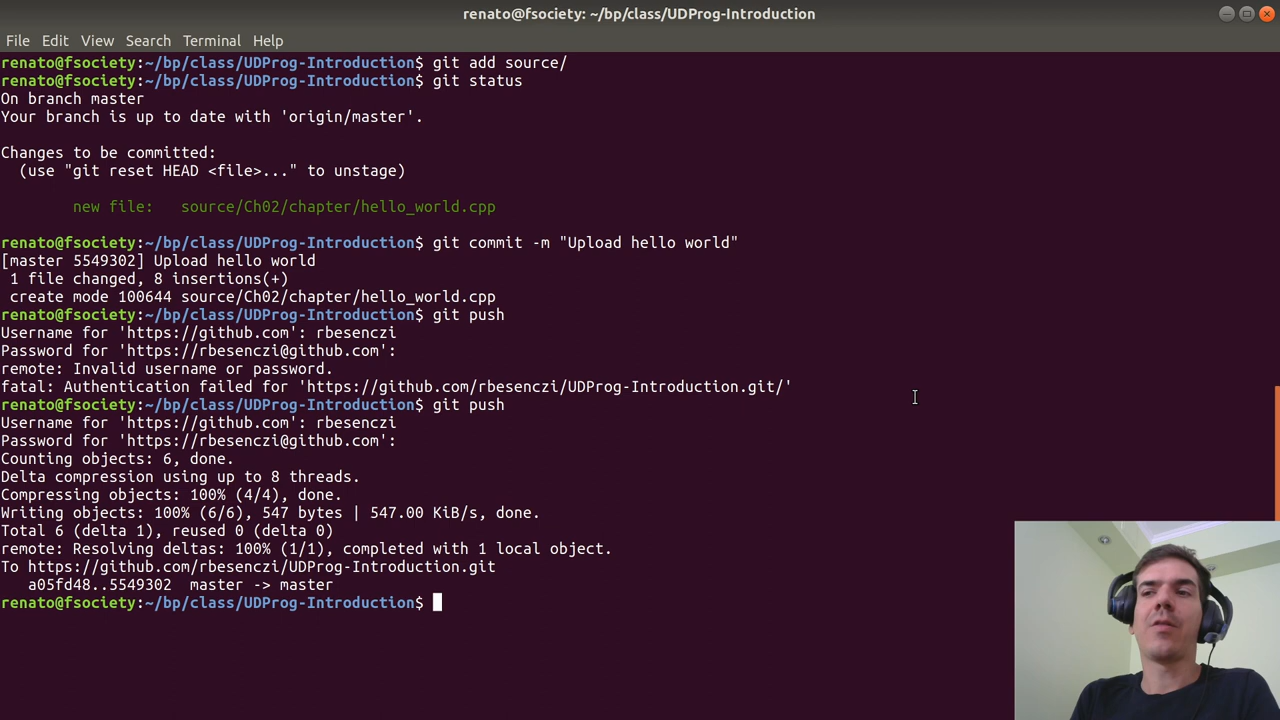 renato@fsociety: ~/bp/class/UDProg-Introduction
File Edit View Search Terminal Help
renato@fsociety:~/bp/class/UDProg-Introduction$ git add source/
renato@fsociety:~/bp/class/UDProg-Introduction$ git status
On branch master
Your branch is up to date with 'origin/master'.
Changes to be committed:
  (use "git reset HEAD <file>..." to unstage)
        new file:   source/Ch02/chapter/hello_world.cpp
renato@fsociety:~/bp/class/UDProg-Introduction$ git commit -m "Upload hello world"
[master 5549302] Upload hello world
 1 file changed, 8 insertions(+)
 create mode 100644 source/Ch02/chapter/hello_world.cpp
renato@fsociety:~/bp/class/UDProg-Introduction$ git push
Username for 'https://github.com': rbesenczi
Password for 'https://rbesenczi@github.com':
remote: Invalid username or password.
fatal: Authentication failed for 'https://github.com/rbesenczi/UDProg-Introduction.git/'
renato@fsociety:~/bp/class/UDProg-Introduction$ git push
Username for 'https://github.com': rbesenczi
Password for 'https://rbesenczi@github.com':
Counting objects: 6, done.
Delta compression using up to 8 threads.
Compressing objects: 100% (4/4), done.
Writing objects: 100% (6/6), 547 bytes | 547.00 KiB/s, done.
Total 6 (delta 1), reused 0 (delta 0)
remote: Resolving deltas: 100% (1/1), completed with 1 local object.
To https://github.com/rbesenczi/UDProg-Introduction.git
   a05fd48..5549302  master -> master
renato@fsociety:~/bp/class/UDProg-Introduction$